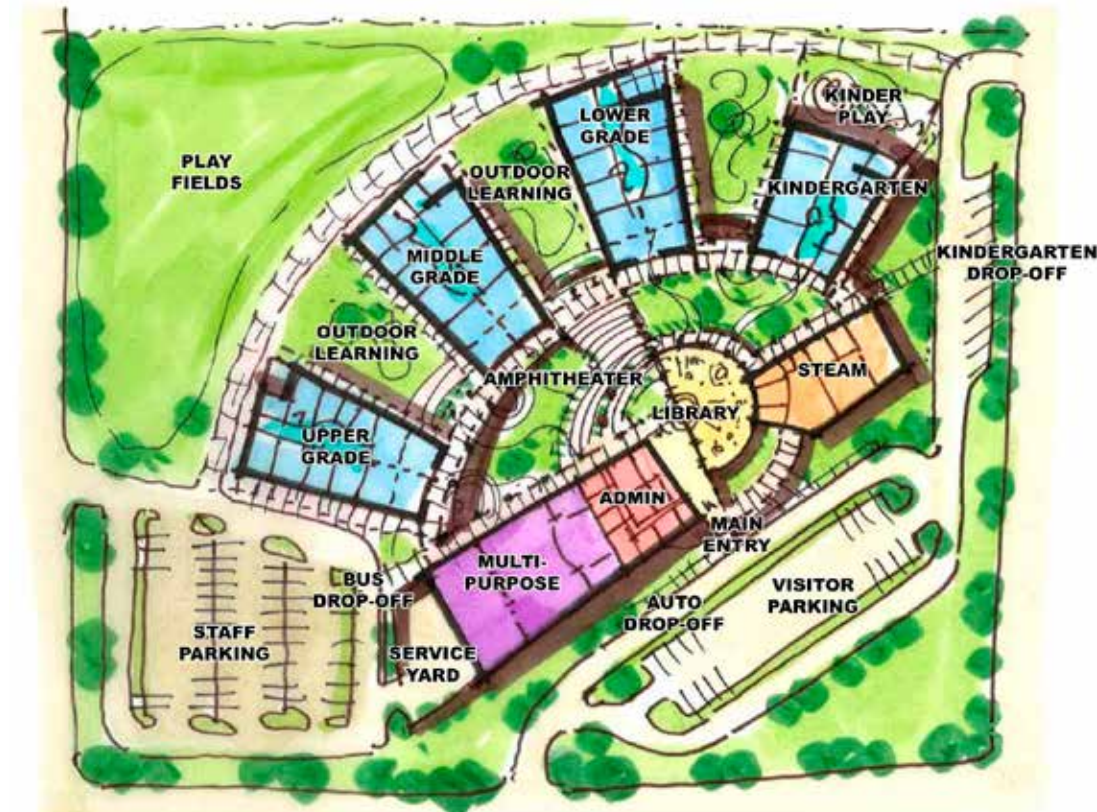 KINDER
PLAY
LOWER
GRADE
PLAY
FIELDS
OUTDOOR
LEARNING
KINDERGARTEN
MIDDLE
GRADE
KINDERGARTEN
DROP-OFF
OUTDOOR
LEARNING
STEAM
AMPHITHEATER
LIBRARY
UPPER
GRADE
ADMIN
MAIN
ENTRY
MULTI-
PURPOSE
BUS
DROP-OFF
VISITOR
PARKING
AUTO
DROP-OFF
STAFF
PARKING
SERVICE
YARD